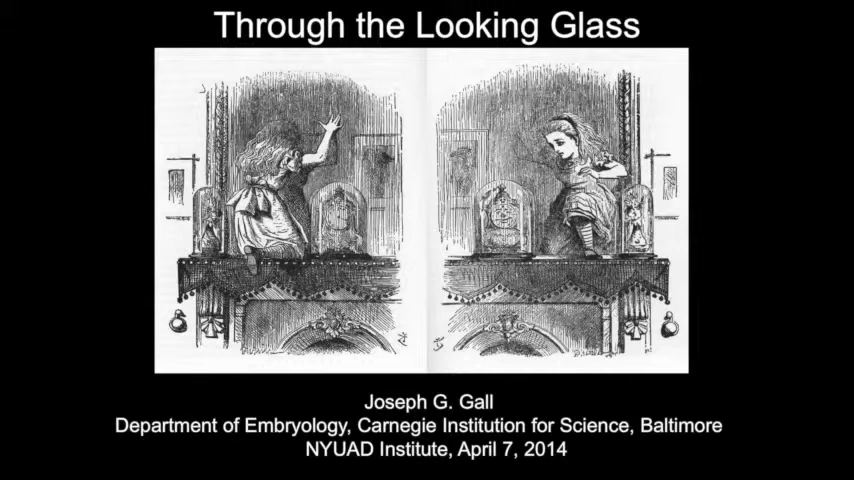 Through the Looking Glass
Joseph G. Gall
Department of Embryology, Carnegie Institution for Science, Baltimore
NYUAD Institute, April 7, 2014